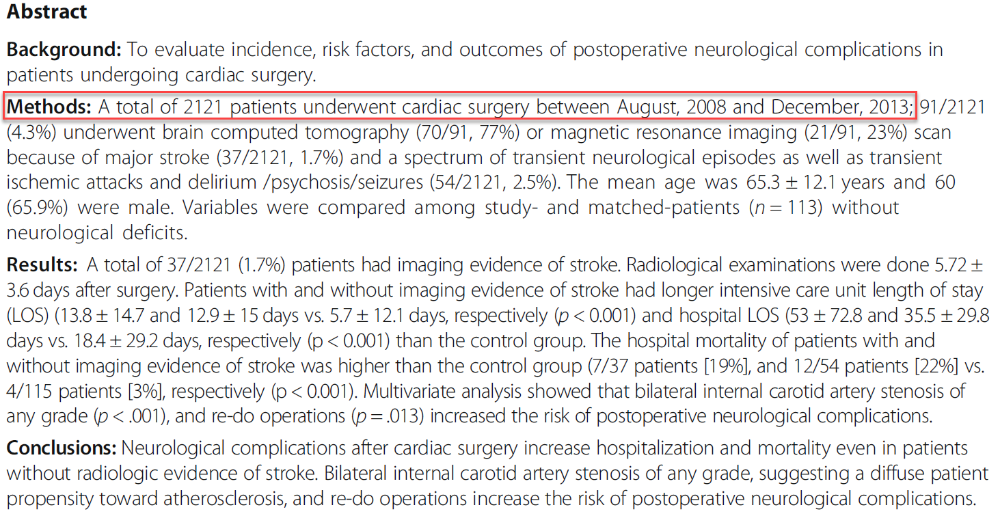 Abstract
Background: To evaluate incidence, risk factors, and outcomes of postoperative neurological complications in
patients undergoing cardiac surgery.
Methods: A total of 2121 patients underwent cardiac surgery between August, 2008 and December, 2013; 91/2121
(4.3%) underwent brain computed tomography (70/91, 77%) or magnetic resonance imaging (21/91, 23%) scan
because of major stroke (37/2121, 1.7%) and a spectrum of transient neurological episodes as well as transient
ischemic attacks and delirium /psychosis/seizures (54/2121, 2.5%). The mean age was 65.3 ± 12.1 years and 60
(65.9%) were male. Variables were compared among study- and matched-patients (n = 113) without
neurological deficits.
Results: A total of 37/2121 (1.7%) patients had imaging evidence of stroke. Radiological examinations were done 5.72 ±
3.6 days after surgery. Patients with and without imaging evidence of stroke had longer intensive care unit length of stay
(LOS) (13.8 ± 14.7 and 12.9 ± 15 days vs. 5.7 ± 12.1 days, respectively (p < 0.001) and hospital LOS (53 ± 72.8 and 35.5 ± 29.8
days vs. 18.4 ± 29.2 days, respectively (p < 0.001) than the control group. The hospital mortality of patients with and
without imaging evidence of stroke was higher than the control group (7/37 patients [19%], and 12/54 patients [22%] vs.
4/115 patients [3%], respectively (p < 0.001). Multivariate analysis showed that bilateral internal carotid artery stenosis of
any grade (p < .001), and re-do operations (p = .013) increased the risk of postoperative neurological complications.
Conclusions: Neurological complications after cardiac surgery increase hospitalization and mortality even in patients
without radiologic evidence of stroke. Bilateral internal carotid artery stenosis of any grade, suggesting a diffuse patient
propensity toward atherosclerosis, and re-do operations increase the risk of postoperative neurological complications.